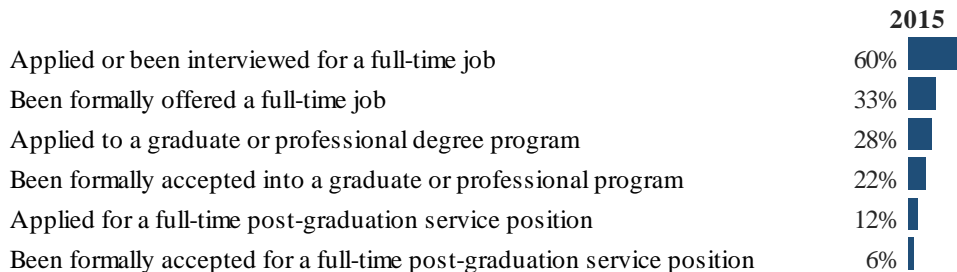 2015
Applied or been interviewed for a full-time job 60%
Been formally offered a full-time job 33%
Applied to a graduate or professional degree program 28%
Been formally accepted into a graduate or professional program 22%
Applied for a full-time post-graduation service position 12%
Been formally accepted for a full-time post-graduation service position 6%